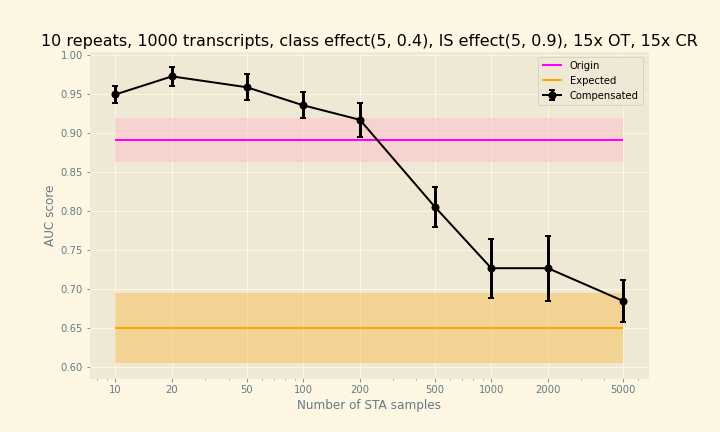 10 repeats, 1000 transcripts, class effect(5, 0.4), IS effect(5, 0.9), 15x OT, 15x CR
Origin
Expected
Compensated
1.00
0.95
0.90
0.85
0.80
0.75
0.70
0.65
0.60
AUC score
10 20 50 100 200 500 1000 2000 5000
Number of STA samples